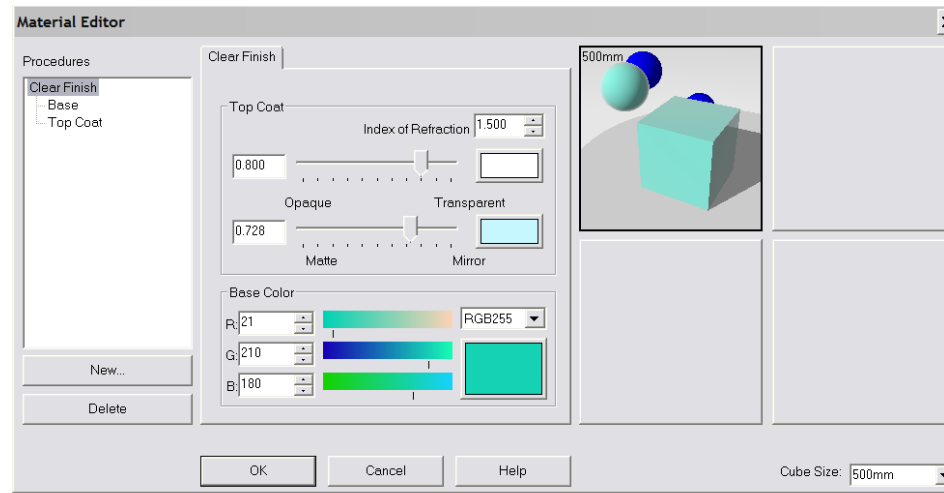 Material Editor
Procedures
Clear Finish
Base
Top Coat
New...
Delete
Clear Finish
Top Coat
Index of Refraction 1.500
0.800
Opaque Transparent
0.728
Matte Mirror
Base Color
R: 21 RGB255
G: 210
B: 180
500mm
OK Cancel Help
Cube Size: 500mm